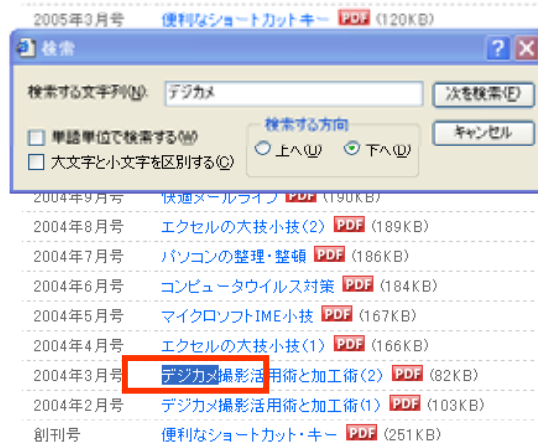 2005年3月号 便利なショートカットキー PDF (120KB)
検索
検索する文字列(N): デジカメ 次を検索(F)
単語単位で検索する(W) 検索する方向 キャンセル
大文字と小文字を区別する(C) 上へ(U) 下へ(D)
2004年9月号 快適メールライフ PDF (190KB)
2004年8月号 エクセルの大技小技(2) PDF (189KB)
2004年7月号 パソコンの整理・整頓 PDF (186KB)
2004年6月号 コンピュータウイルス対策 PDF (184KB)
2004年5月号 マイクロソフトIME小技 PDF (167KB)
2004年4月号 エクセルの大技小技(1) PDF (166KB)
2004年3月号 デジカメ撮影活用術と加工術(2) PDF (82KB)
2004年2月号 デジカメ撮影活用術と加工術(1) PDF (103KB)
創刊号 便利なショートカット・キー PDF (251KB)